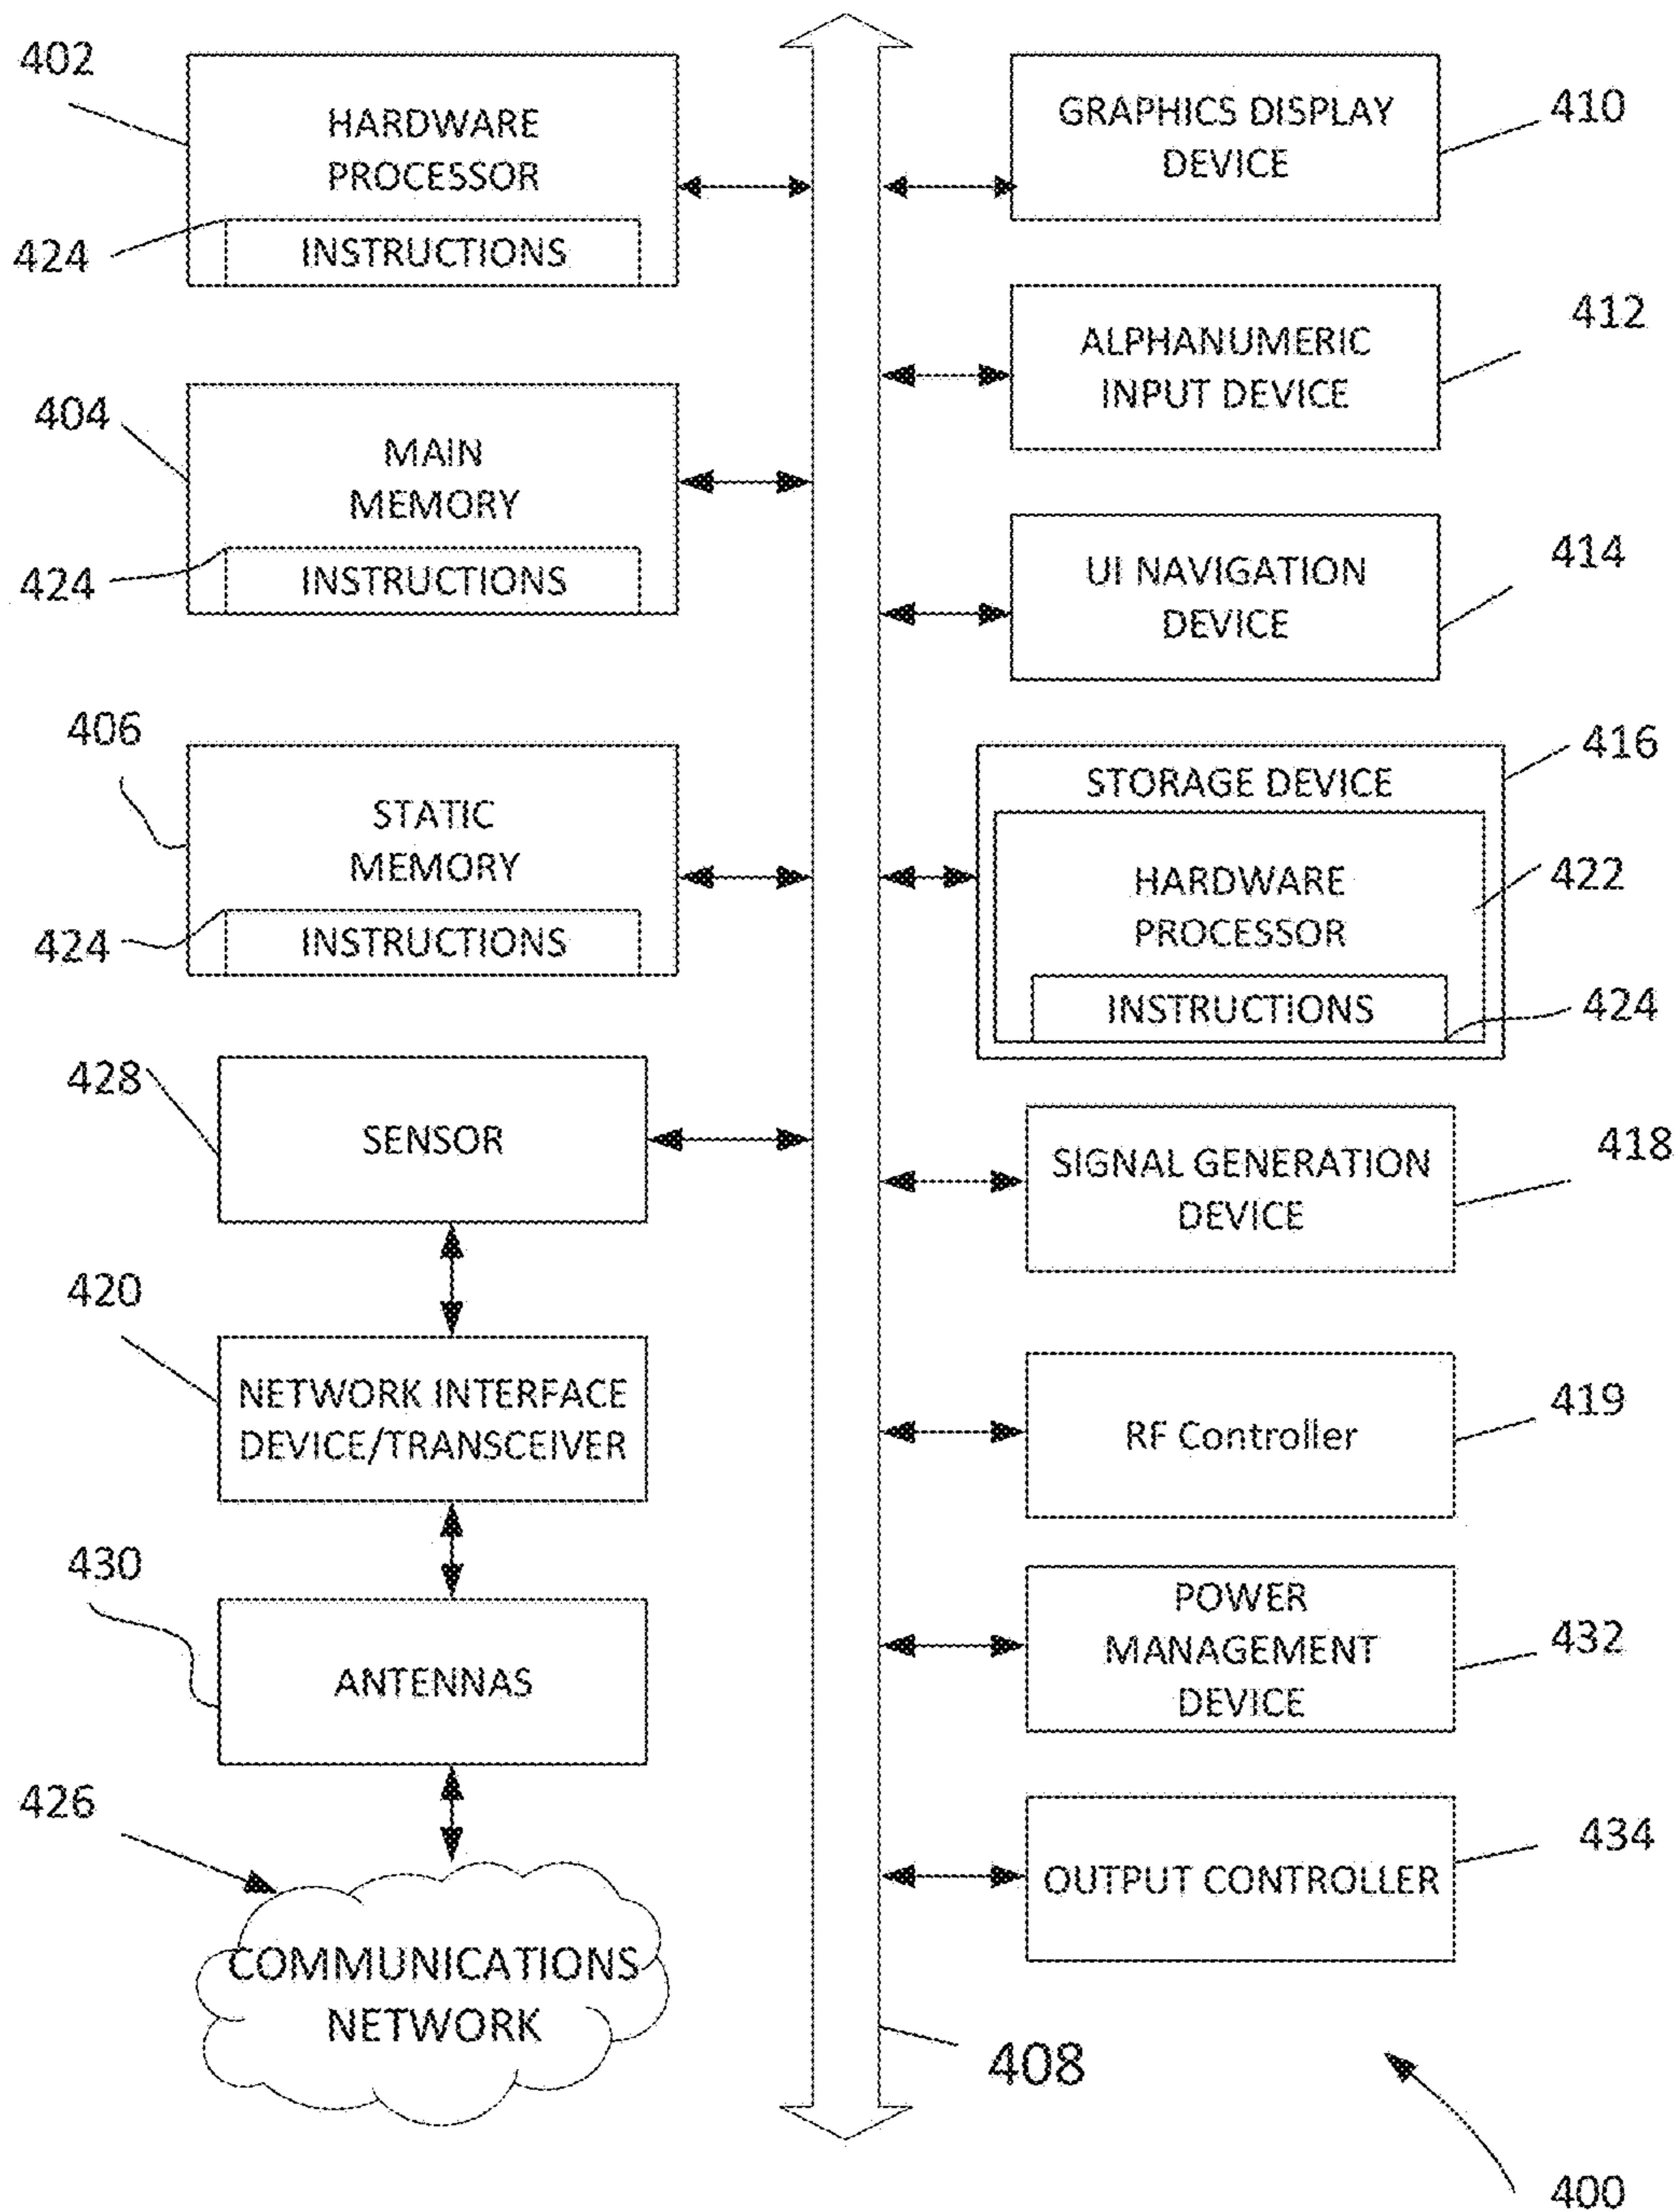 402
HARDWARE
PROCESSOR
424
INSTRUCTIONS
404
MAIN
MEMORY
424
INSTRUCTIONS
406
STATIC
MEMORY
424
INSTRUCTIONS
428
SENSOR
420
NETWORK INTERFACE
DEVICE/TRANSCEIVER
430
ANTENNAS
426
COMMUNICATIONS
NETWORK
GRAPHICS DISPLAY
DEVICE
410
412
ALPHANUMERIC
INPUT DEVICE
414
UI NAVIGATION
DEVICE
416
STORAGE DEVICE
422
HARDWARE
PROCESSOR
INSTRUCTIONS
424
418
SIGNAL GENERATION
DEVICE
419
RF Controller
POWER
MANAGEMENT
DEVICE
432
434
OUTPUT CONTROLLER
408
400